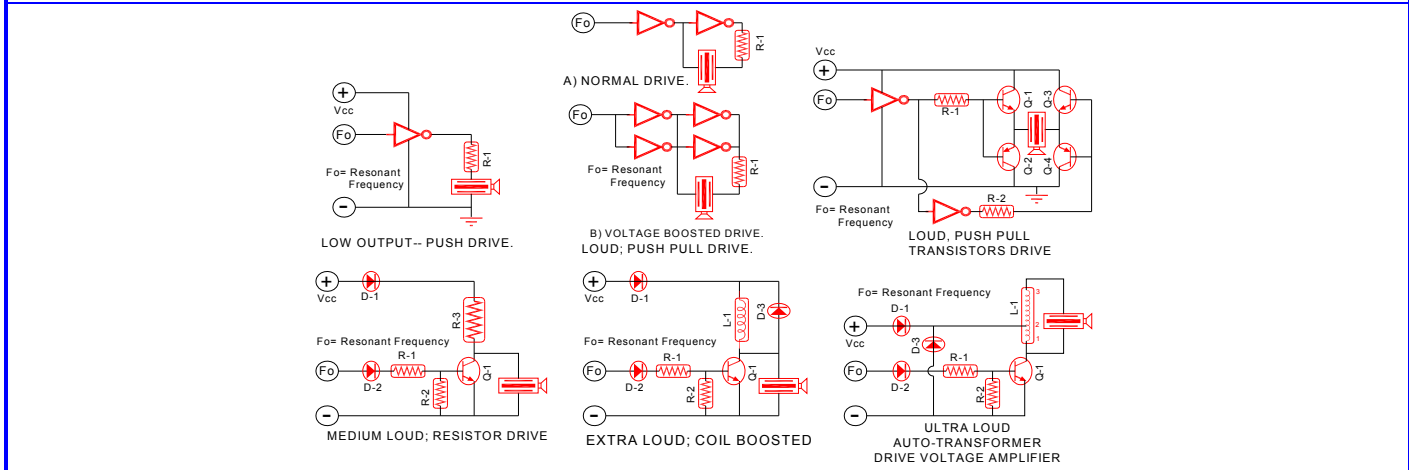 Fo
R-1
A) NORMAL DRIVE.
+
Vcc
Fo
R-1
Fo= Resonant
Frequency
-
LOW OUTPUT-- PUSH DRIVE.
Fo
R-1
Fo= Resonant
Frequency
B) VOLTAGE BOOSTED DRIVE.
LOUD; PUSH PULL DRIVE.
Vcc
+
Fo
R-1
Q-1
Q-3
Q-2
Q-4
-
R-2
Fo= Resonant
Frequency
LOUD, PUSH PULL
TRANSISTORS DRIVE
+
Vcc
D-1
R-3
Fo= Resonant Frequency
Fo
D-2
R-1
R-2
Q-1
-
MEDIUM LOUD; RESISTOR DRIVE
+
Vcc
D-1
L-1
D-3
Fo= Resonant Frequency
Fo
D-2
R-1
R-2
Q-1
-
EXTRA LOUD; COIL BOOSTED
Fo= Resonant Frequency
+
Vcc
D-1
D-3
L-1
3
2
1
Fo
D-2
R-1
R-2
Q-1
-
ULTRA LOUD
AUTO-TRANSFORMER
DRIVE VOLTAGE AMPLIFIER